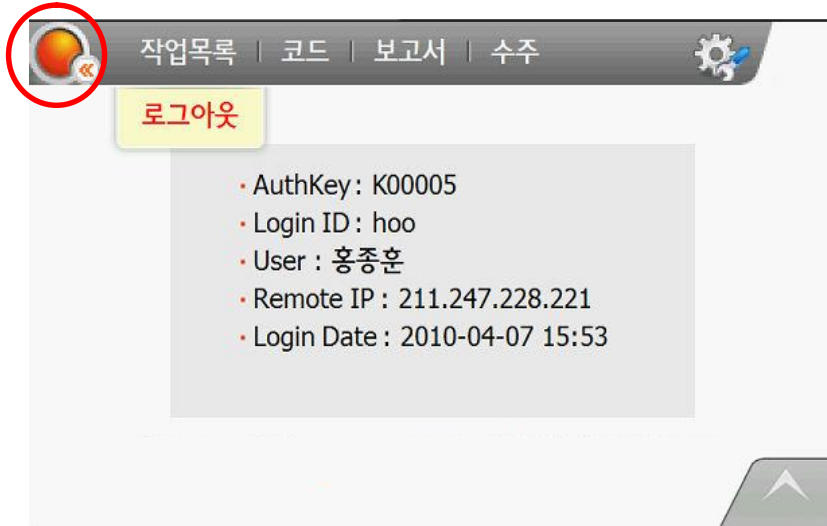 작업목록 | 코드 | 보고서 | 수주
로그아웃
· AuthKey : K00005
· Login ID : hoo
· User : 홍종훈
· Remote IP : 211.247.228.221
· Login Date : 2010-04-07 15:53